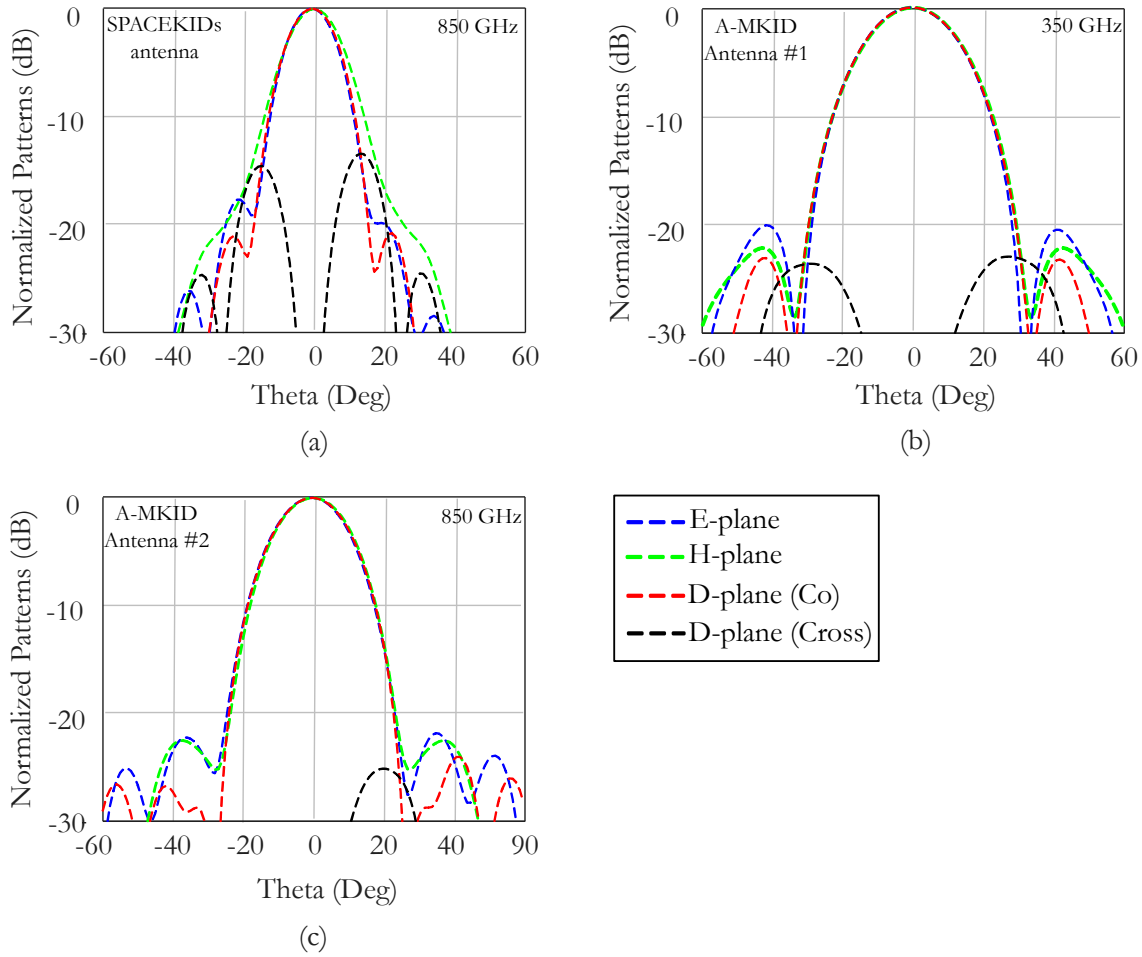 SPACEKIDs
antenna
850 GHz
Normalized Patterns (dB)
0
-10
-20
-30
-60 -40 -20 0 20 40 60
Theta (Deg)
(a)
A-MKID
Antenna #1
350 GHz
Normalized Patterns (dB)
0
-10
-20
-30
-60 -40 -20 0 20 40 60
Theta (Deg)
(b)
A-MKID
Antenna #2
850 GHz
Normalized Patterns (dB)
0
-10
-20
-30
-60 -40 -20 0 20 40 90
Theta (Deg)
(c)
E-plane
H-plane
D-plane (Co)
D-plane (Cross)